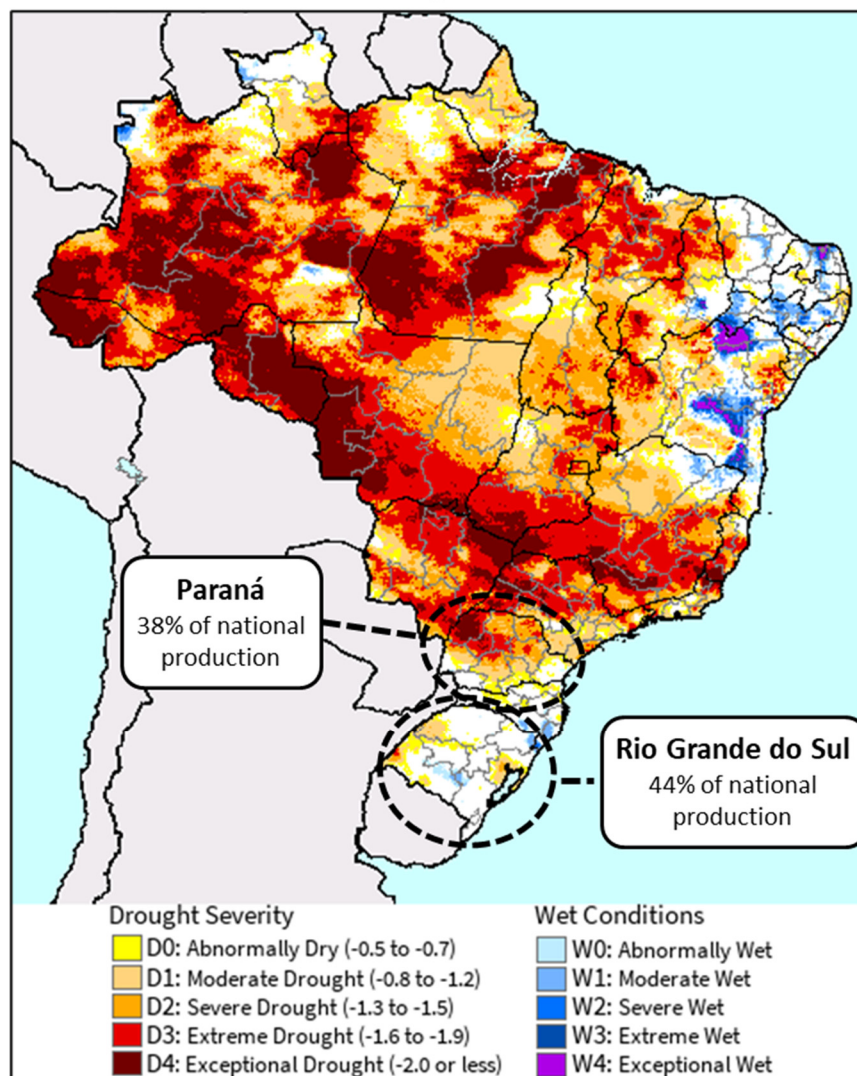 Paraná
38% of national
production
Rio Grande do Sul
44% of national
production
Drought Severity
D0: Abnormally Dry (-0.5 to -0.7)
D1: Moderate Drought (-0.8 to -1.2)
D2: Severe Drought (-1.3 to -1.5)
D3: Extreme Drought (-1.6 to -1.9)
D4: Exceptional Drought (-2.0 or less)
Wet Conditions
W0: Abnormally Wet
W1: Moderate Wet
W2: Severe Wet
W3: Extreme Wet
W4: Exceptional Wet